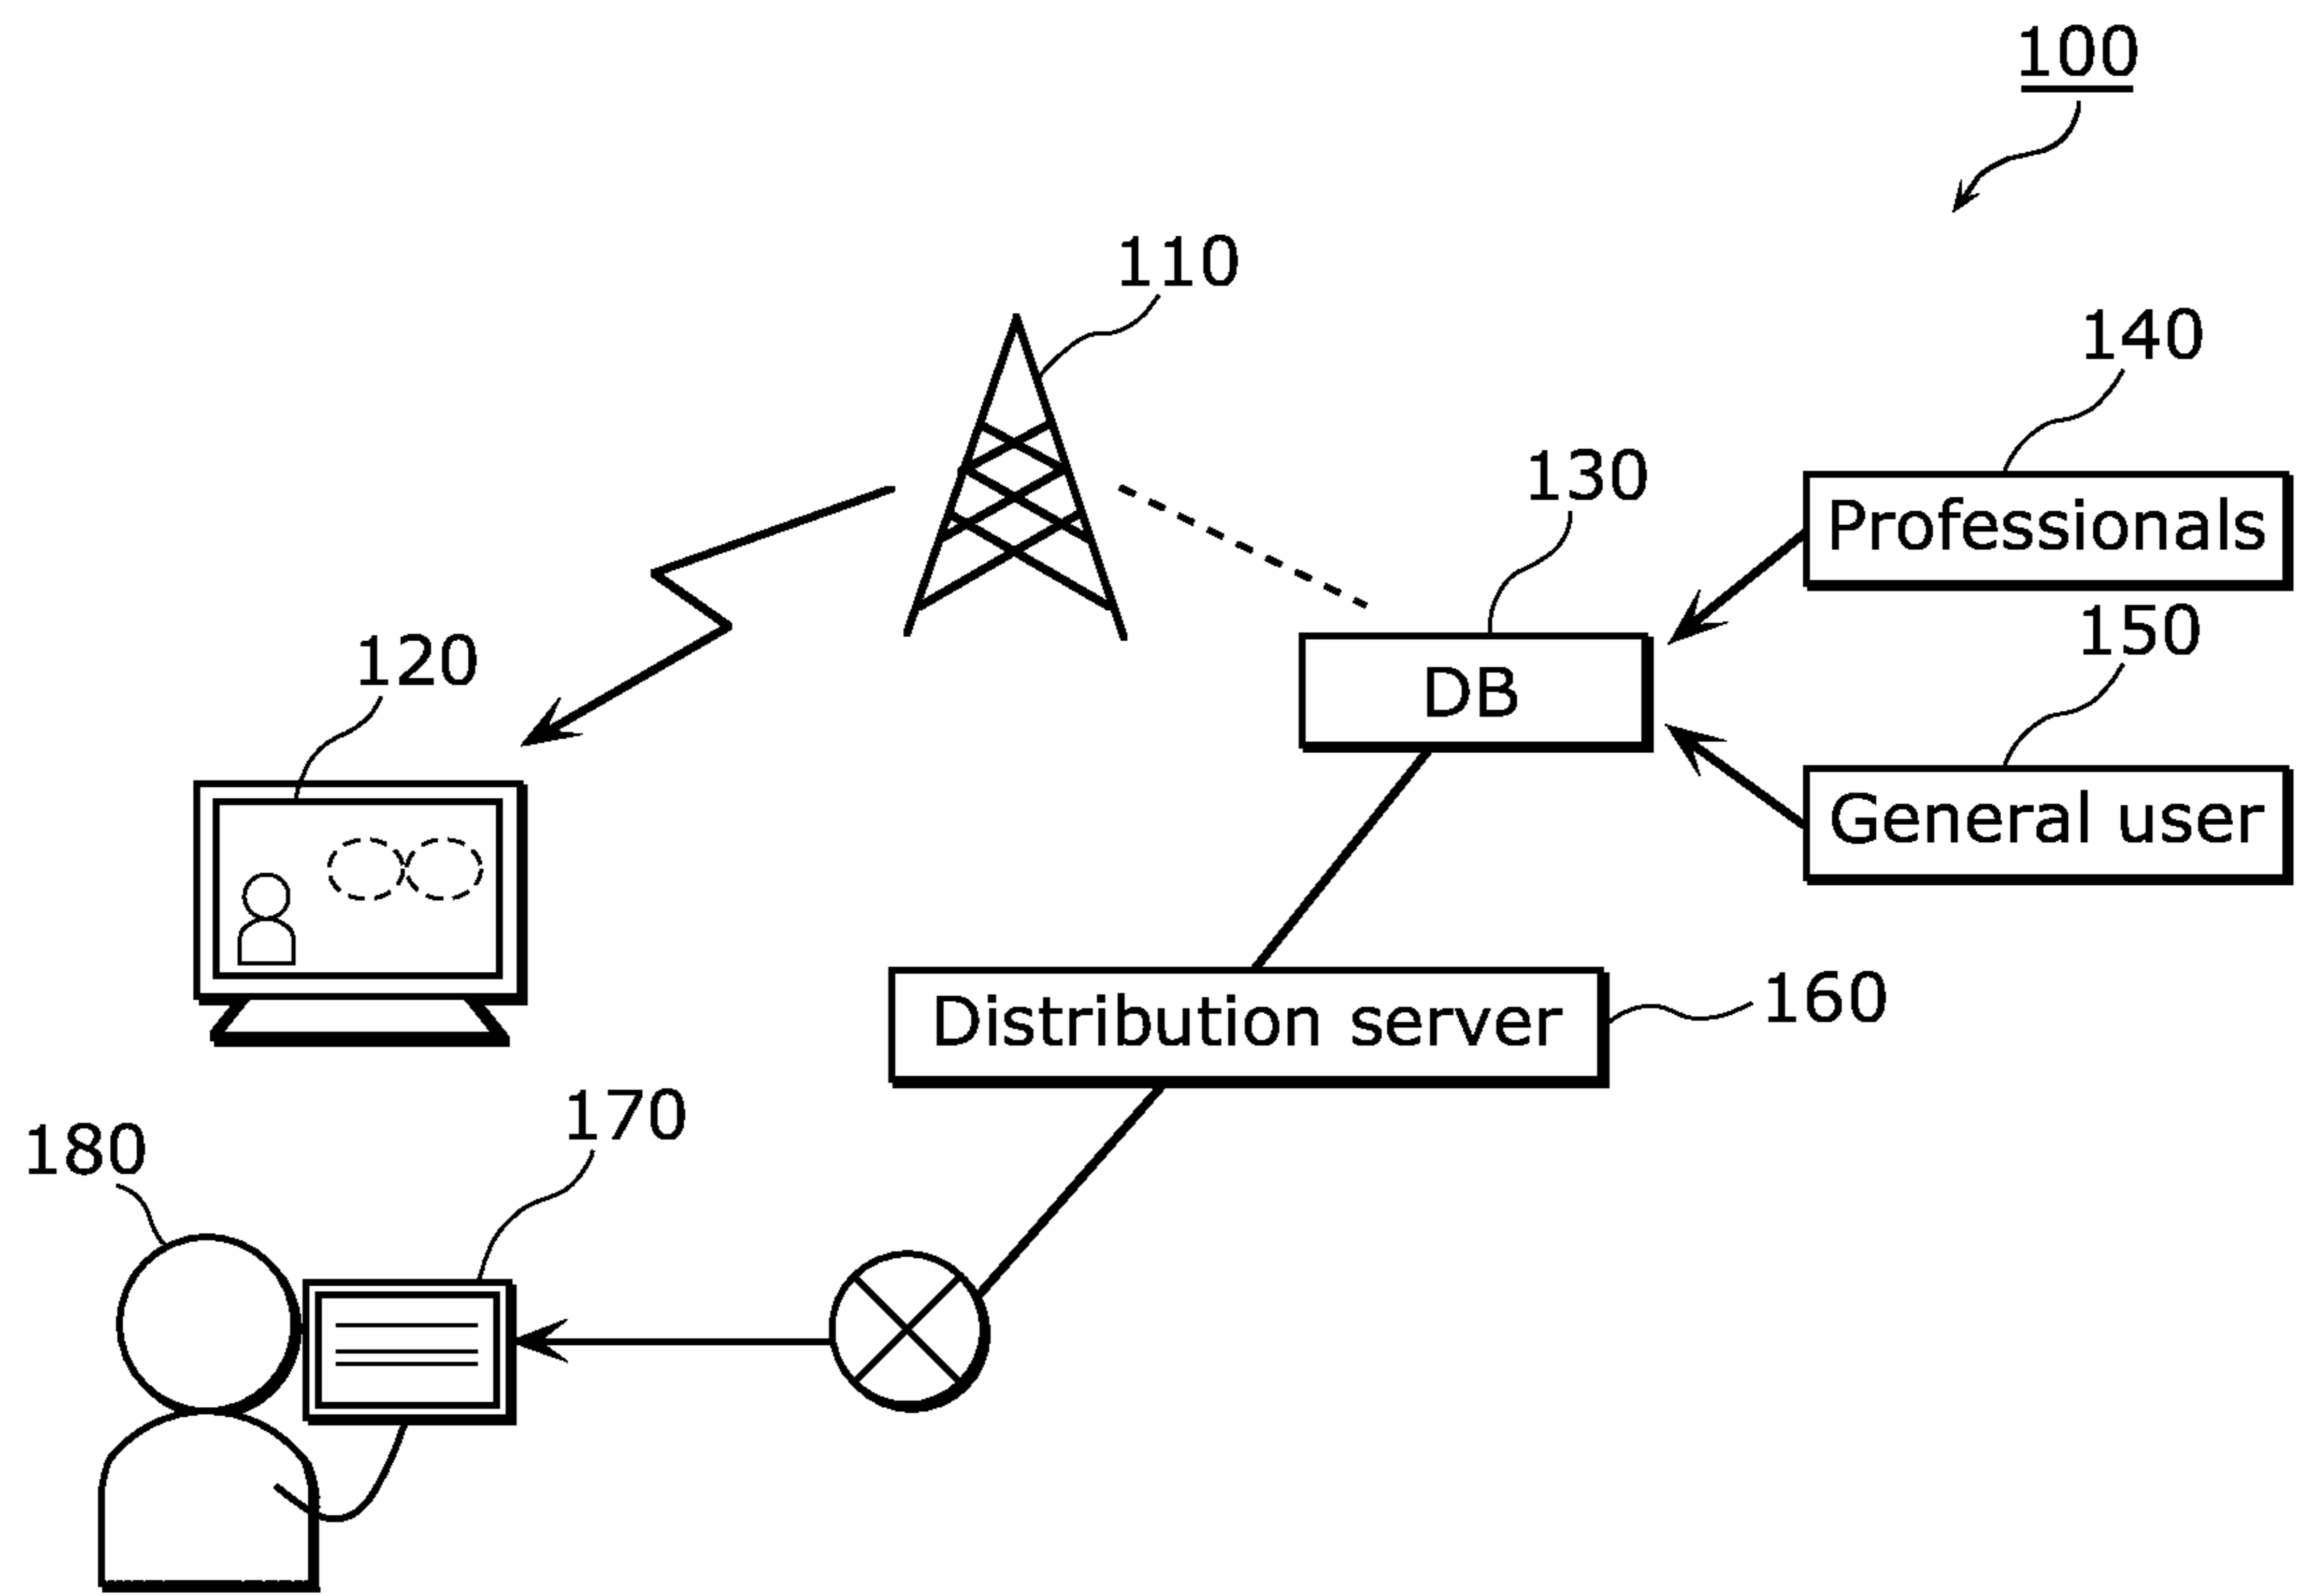 100
110
140
Professionals
130
DB
150
General user
120
Distribution server
160
170
180